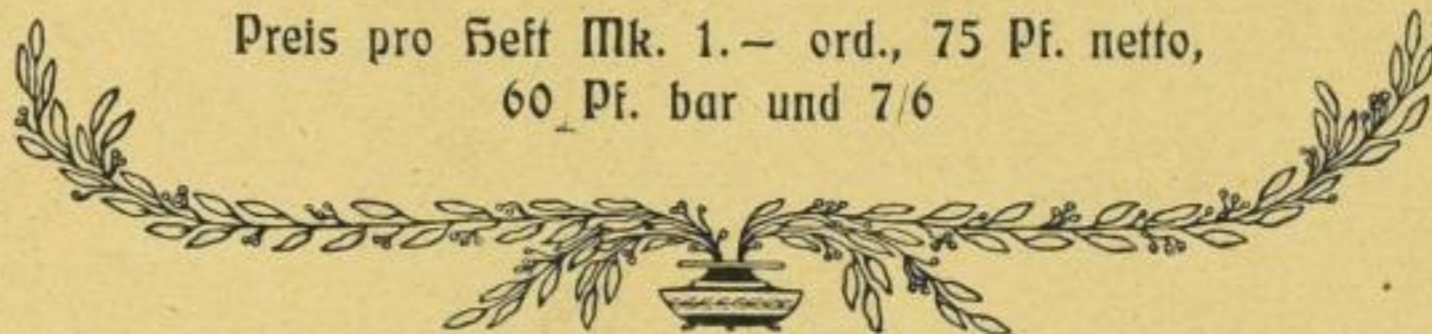 Preis pro Heft Mk. 1.— ord., 75 Pf. netto,
60 Pf. bar und 7/6